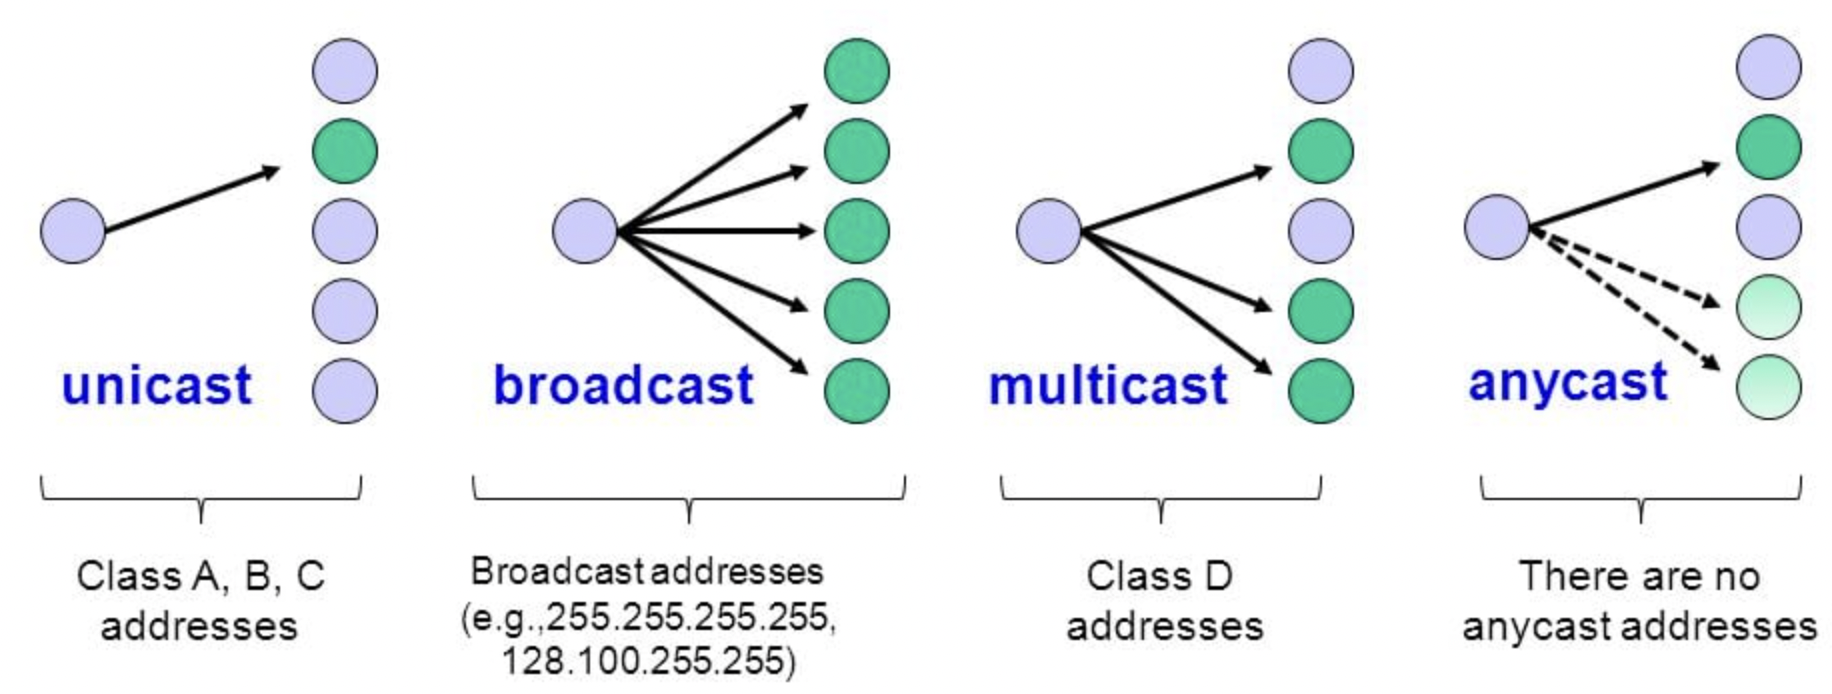 unicast
broadcast
multicast
anycast
Class A, B, C
addresses
Broadcast addresses
(e.g.,255.255.255.255,
128.100.255.255)
Class D
addresses
There are no
anycast addresses